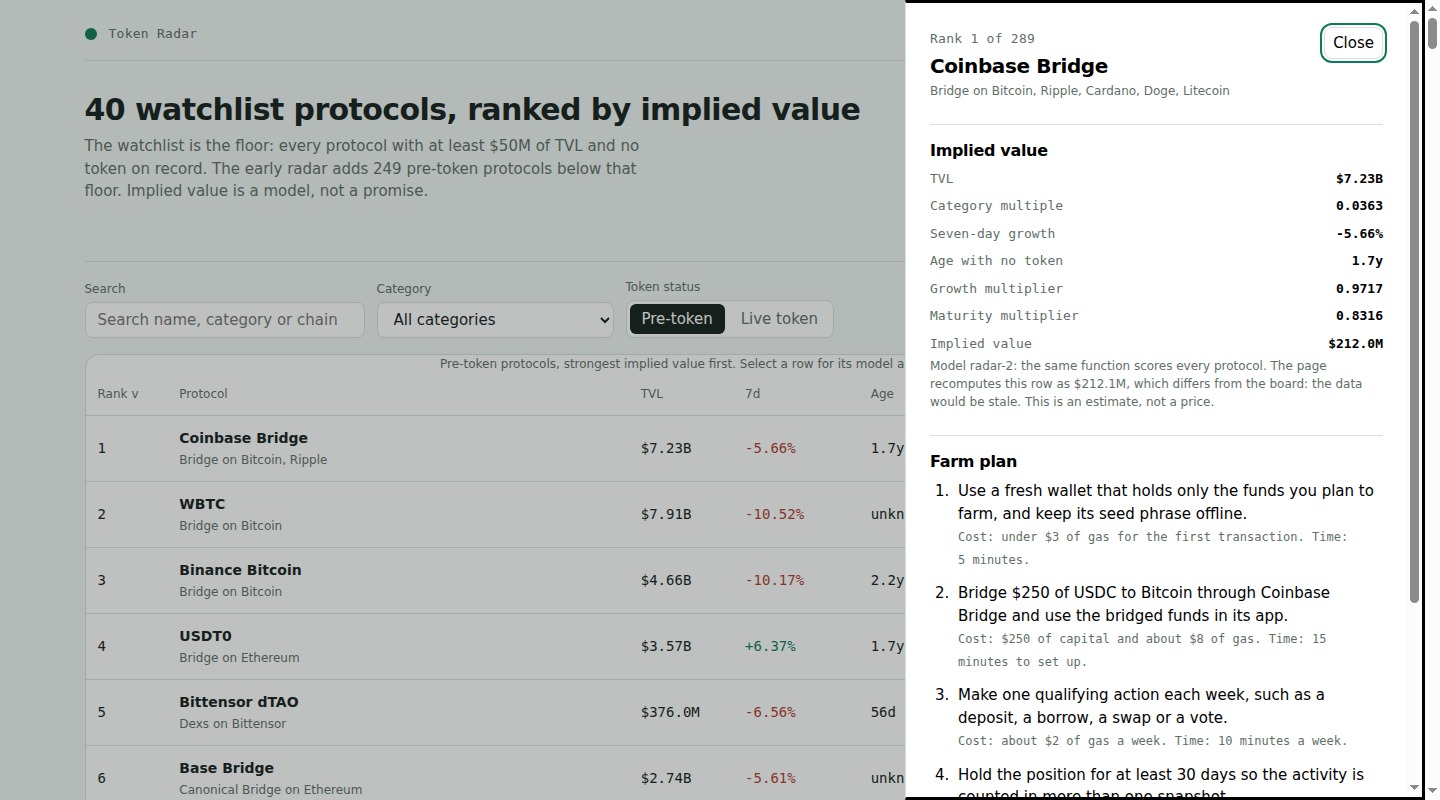 Token Radar
40 watchlist protocols, ranked by implied value
The watchlist is the floor: every protocol with at least $50M of TVL and no
token on record. The early radar adds 249 pre-token protocols below that
floor. Implied value is a model, not a promise.
Search
Category
Token status
Search name, category or chain
All categories
Pre-token
Live token
Pre-token protocols, strongest implied value first. Select a row for its model a
Rank v Protocol TVL 7d Age
1 Coinbase Bridge $7.23B -5.66% 1.7y
Bridge on Bitcoin, Ripple
2 WBTC $7.91B -10.52% unkn
Bridge on Bitcoin
3 Binance Bitcoin $4.66B -10.17% 2.2y
Bridge on Bitcoin
4 USDT0 $3.57B +6.37% 1.7y
Bridge on Ethereum
5 Bittensor dTAO $376.0M -6.56% 56d
Dexs on Bittensor
6 Base Bridge $2.74B -5.61% unkn
Canonical Bridge on Ethereum
Rank 1 of 289
Close
Coinbase Bridge
Bridge on Bitcoin, Ripple, Cardano, Doge, Litecoin
Implied value
TVL $7.23B
Category multiple 0.0363
Seven-day growth -5.66%
Age with no token 1.7y
Growth multiplier 0.9717
Maturity multiplier 0.8316
Implied value $212.0M
Model radar-2: the same function scores every protocol. The page
recomputes this row as $212.1M, which differs from the board: the data
would be stale. This is an estimate, not a price.
Farm plan
1. Use a fresh wallet that holds only the funds you plan to
farm, and keep its seed phrase offline.
Cost: under $3 of gas for the first transaction. Time:
5 minutes.
2. Bridge $250 of USDC to Bitcoin through Coinbase
Bridge and use the bridged funds in its app.
Cost: $250 of capital and about $8 of gas. Time: 15
minutes to set up.
3. Make one qualifying action each week, such as a
deposit, a borrow, a swap or a vote.
Cost: about $2 of gas a week. Time: 10 minutes a week.
4. Hold the position for at least 30 days so the activity is
counted in more than one snapshot.